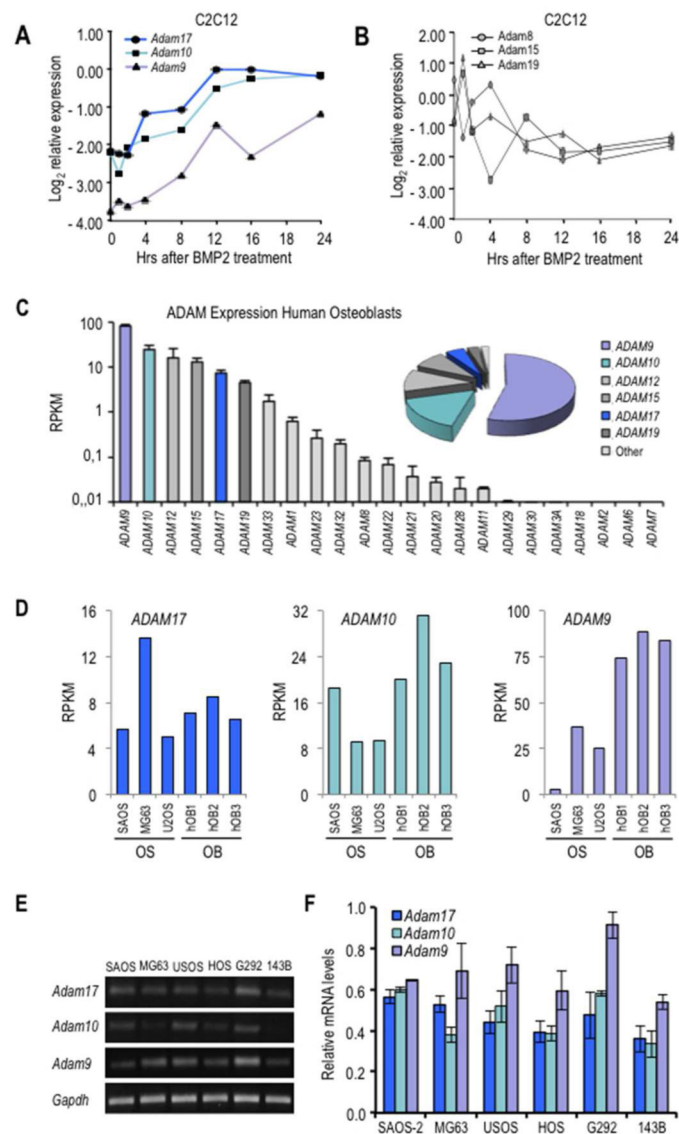 A
C2C12
Adam17
Adam10
Adam9
Log2 relative expression
1.00
0.00
- 1.00
- 2.00
- 3.00
- 4.00
0 4 8 12 16 20 24
Hrs after BMP2 treatment
B
C2C12
Adam8
Adam15
Adam19
Log2 relative expression
2.00
1.00
0.00
- 1.00
- 2.00
- 3.00
- 4.00
0 4 8 12 16 20 24
Hrs after BMP2 treatment
C
ADAM Expression Human Osteoblasts
RPKM
100
10
1
0,1
0,,01
ADAM9
ADAM10
ADAM12
ADAM15
ADAM17
ADAM19
ADAM33
ADAM1
ADAM23
ADAM32
ADAM8
ADAM22
ADAM21
ADAM20
ADAM28
ADAM11
ADAM29
ADAM30
ADAM3A
ADAM18
ADAM2
ADAM6
ADAM7
ADAM9
ADAM10
ADAM12
ADAM15
ADAM17
ADAM19
Other
D
ADAM17
RPKM
16
12
8
4
0
SAOS MG63 U2OS hOB1 hOB2 hOB3
OS OB
ADAM10
RPKM
32
24
16
8
0
SAOS MG63 U2OS hOB1 hOB2 hOB3
OS OB
ADAM9
RPKM
100
75
50
25
0
SAOS MG63 U2OS hOB1 hOB2 hOB3
OS OB
E
SAOS MG63 USOS HOS G292 143B
Adam17
Adam10
Adam9
Gapdh
F
Adam17
Adam10
Adam9
Relative mRNA levels
1.0
0.8
0.6
0.4
0.2
0.0
SAOS-2 MG63 USOS HOS G292 143B